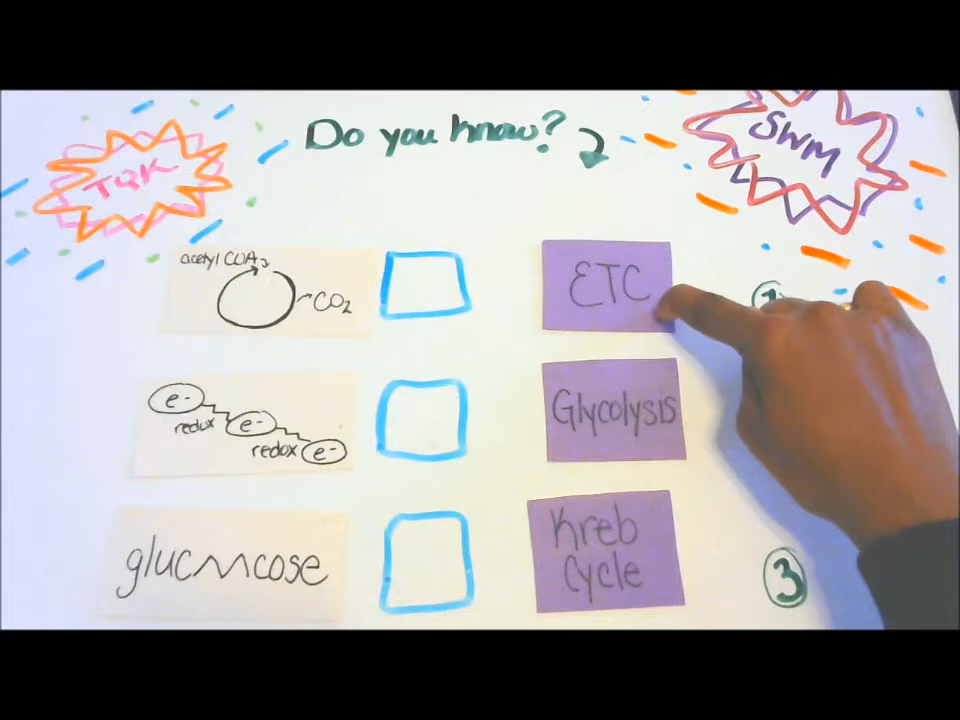 Do you know?
TQK
SWM
acetyl COA
CO2
ETC
1
e-
redox
e-
redox
e-
Glycolysis
glucose
Kreb
Cycle
3